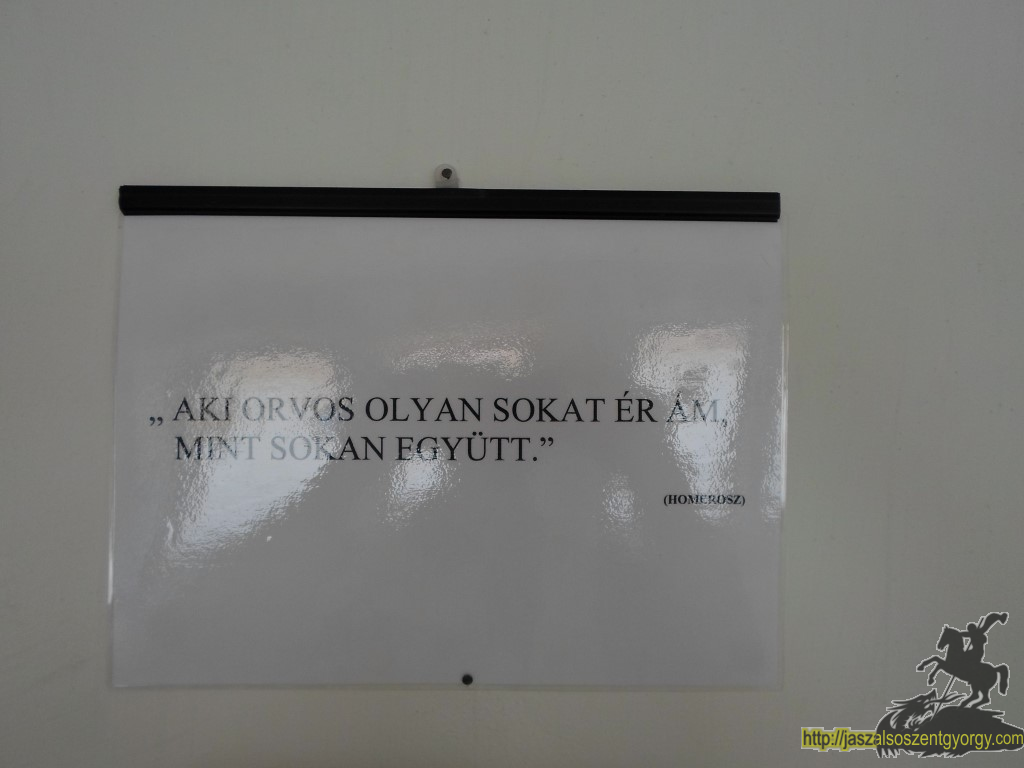 „ AKI ORVOS OLYAN SOKAT ÉR ÁM,
MINT SOKAN EGYÜTT.”
(HOMEROSZ)
http://jaszalsoszentgyorgy.com